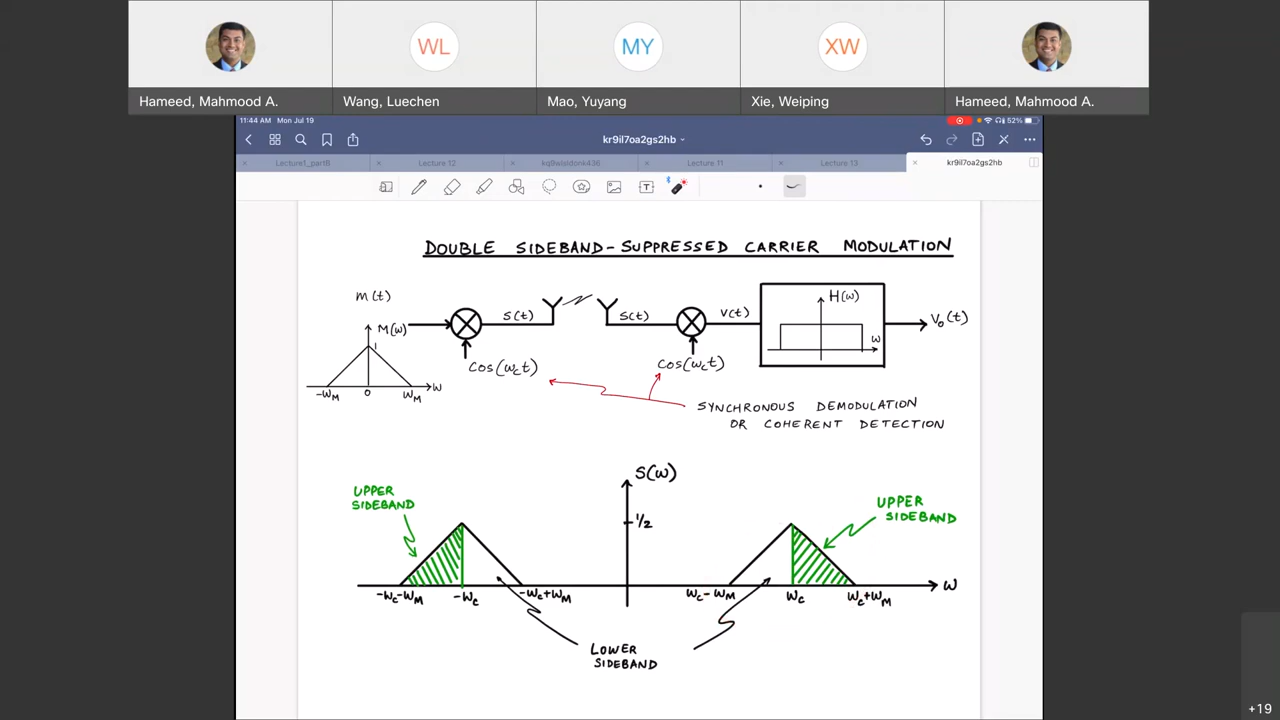 WL
MY
XW
Hameed, Mahmood A.
Wang, Luechen
Mao, Yuyang
Xie, Weiping
Hameed, Mahmood A.
11:44 AM Mon Jul 19
52%
kr9il7oa2gs2hb
Lecture1_partB
Lecture 12
kq9wlaldonk436
Lecture 11
Lecture 13
kr9il7oa2gs2hb
T
DOUBLE SIDEBAND-SUPPRESSED CARRIER MODULATION
m(t)
M(ω)
1
-ωM
0
ωM
ω
S(t)
Cos(ωct)
S(t)
Cos(ωct)
V(t)
H(ω)
ω
Vo(t)
SYNCHRONOUS DEMODULATION
OR COHERENT DETECTION
S(ω)
1/2
UPPER
SIDEBAND
UPPER
SIDEBAND
-ωc-ωM
-ωc
-ωc+ωM
ωc-ωM
ωc
ωc+ωM
ω
LOWER
SIDEBAND
+19